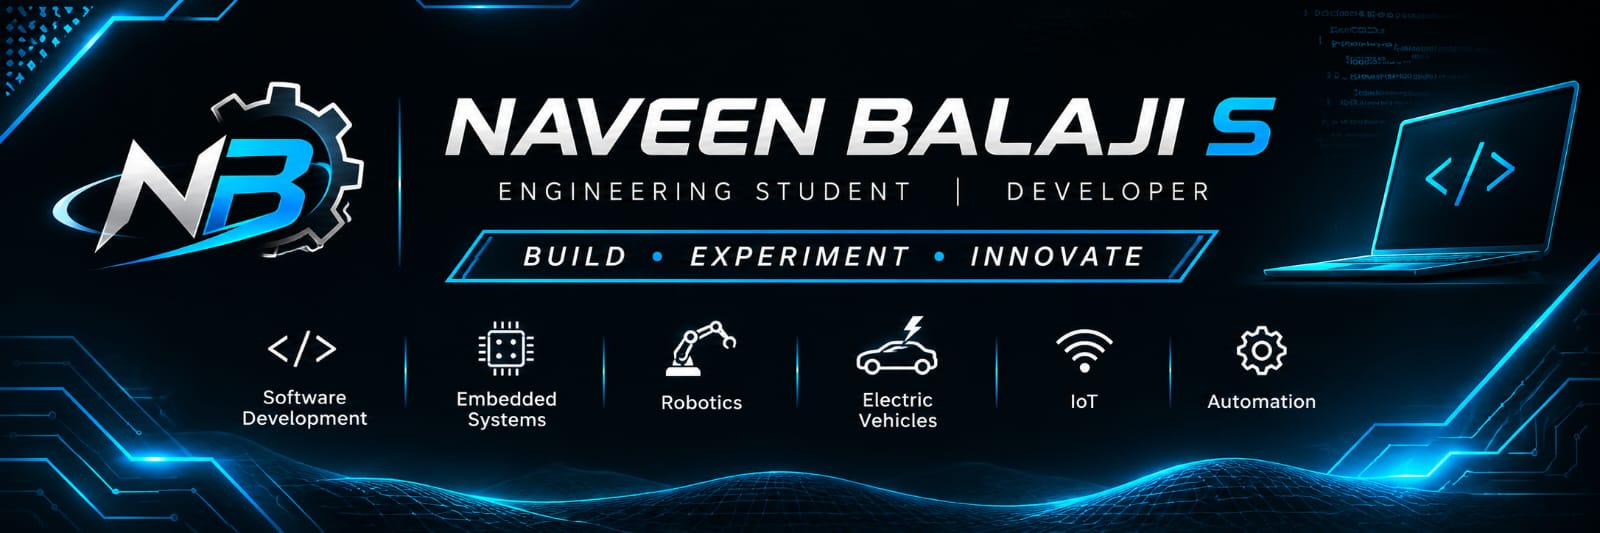 NB
NAVEEN BALAJI S
ENGINEERING STUDENT | DEVELOPER
BUILD • EXPERIMENT • INNOVATE
</>
</>
Software
Development
Embedded
Systems
Robotics
Electric
Vehicles
IoT
Automation